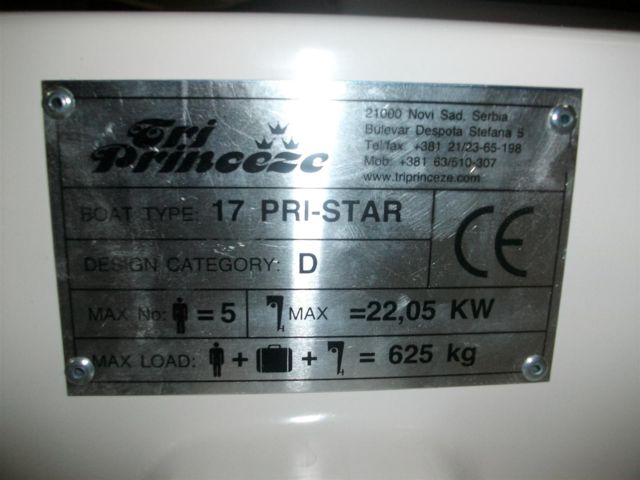 Tri
Princeze
21000 Novi Sad, Serbia
Bulevar Despota Stefana 5
Tel/fax: +381 21/23-65-198
Mob: +381 63/510-307
www.triprinceze.com
BOAT TYPE: 17 PRI-STAR
DESIGN CATEGORY: D
CE
MAX No: = 5
MAX =22,05 KW
MAX LOAD: + + = 625 kg